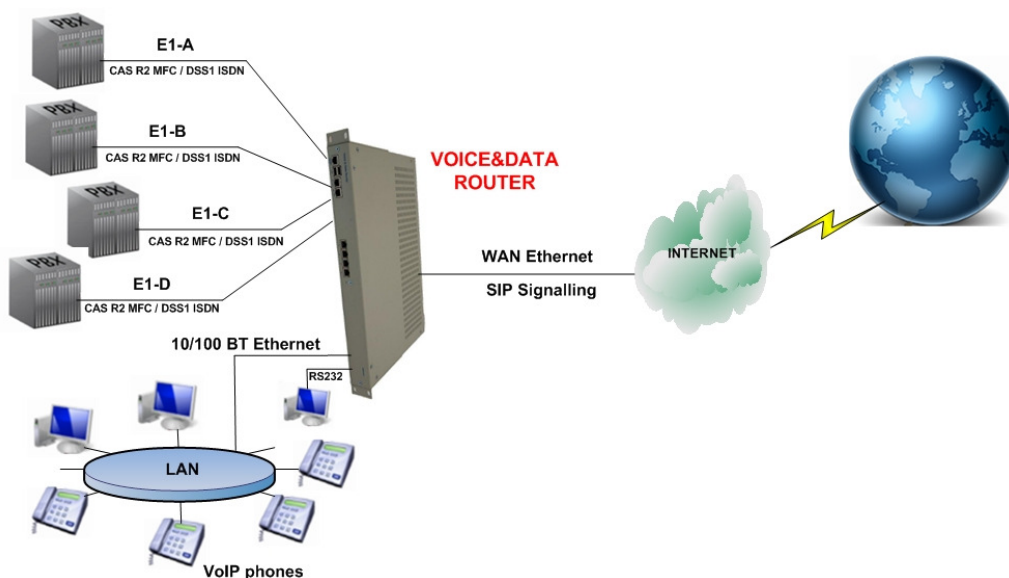 PBX
E1-A
CAS R2 MFC / DSS1 ISDN
PBX
E1-B
CAS R2 MFC / DSS1 ISDN
PBX
E1-C
CAS R2 MFC / DSS1 ISDN
PBX
E1-D
CAS R2 MFC / DSS1 ISDN
VOICE&DATA
ROUTER
WAN Ethernet
SIP Signalling
INTERNET
10/100 BT Ethernet
RS232
LAN
VoIP phones